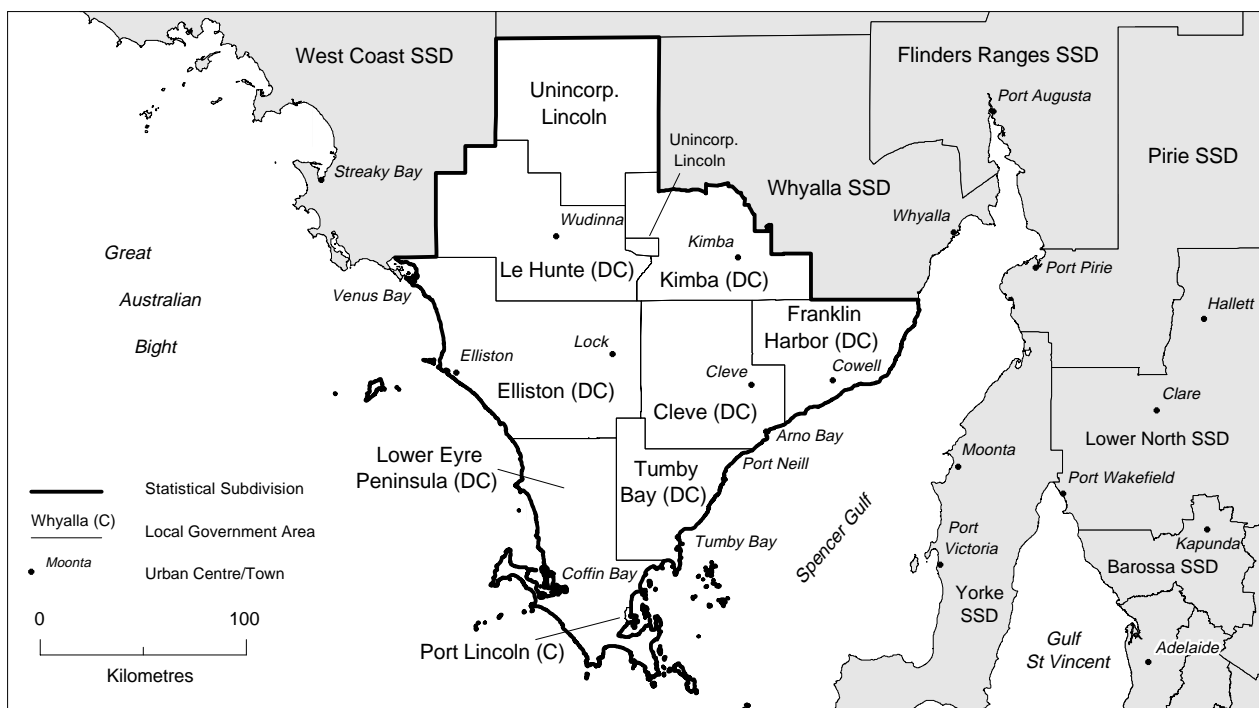 West Coast SSD
Flinders Ranges SSD
Unincorp.
Lincoln
Port Augusta
Unincorp.
Lincoln
Pirie SSD
Streaky Bay
Whyalla SSD
Wudinna
Whyalla
Kimba
Great
Australian
Bight
Le Hunte (DC)
Kimba (DC)
Port Pirie
Venus Bay
Hallett
Franklin
Harbor (DC)
Lock
Elliston
Cowell
Cleve
Elliston (DC)
Cleve (DC)
Clare
Arno Bay
Lower North SSD
Lower Eyre
Peninsula (DC)
Port Neill
Tumby
Bay (DC)
Moonta
Port Wakefield
Statistical Subdivision
Whyalla (C)
Local Government Area
Moonta
Urban Centre/Town
Spencer Gulf
Port
Victoria
Kapunda
Tumby Bay
Coffin Bay
Barossa SSD
Yorke
SSD
0 100
Kilometres
Port Lincoln (C)
Gulf
St Vincent
Adelaide